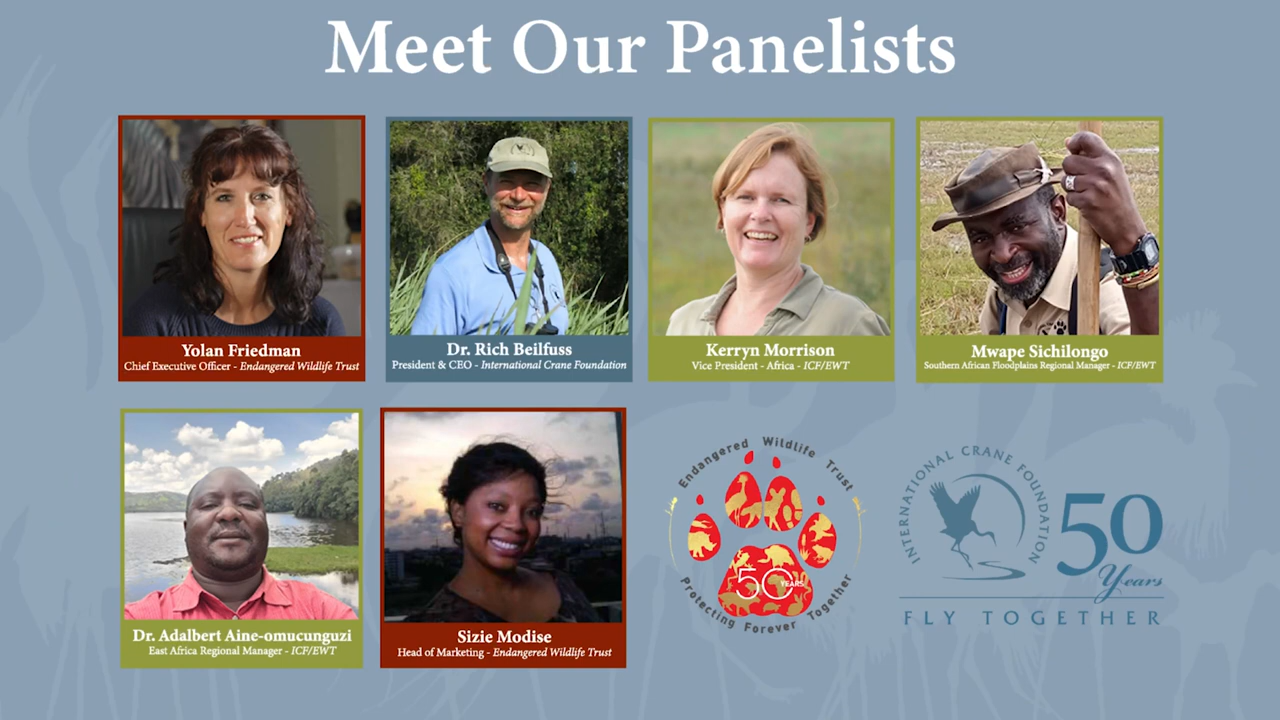 Meet Our Panelists
Yolan Friedman
Chief Executive Officer - Endangered Wildlife Trust
Dr. Rich Beilfuss
President & CEO - International Crane Foundation
Kerryn Morrison
Vice President - Africa - ICF/EWT
Mwape Sichilongo
Southern African Floodplains Regional Manager - ICF/EWT
Dr. Adalbert Aine-omucunguzi
East Africa Regional Manager - ICF/EWT
Sizie Modise
Head of Marketing - Endangered Wildlife Trust
Endangered Wildlife Trust
50 YEARS
Protecting Forever Together
INTERNATIONAL CRANE FOUNDATION
50
Years
FLY TOGETHER